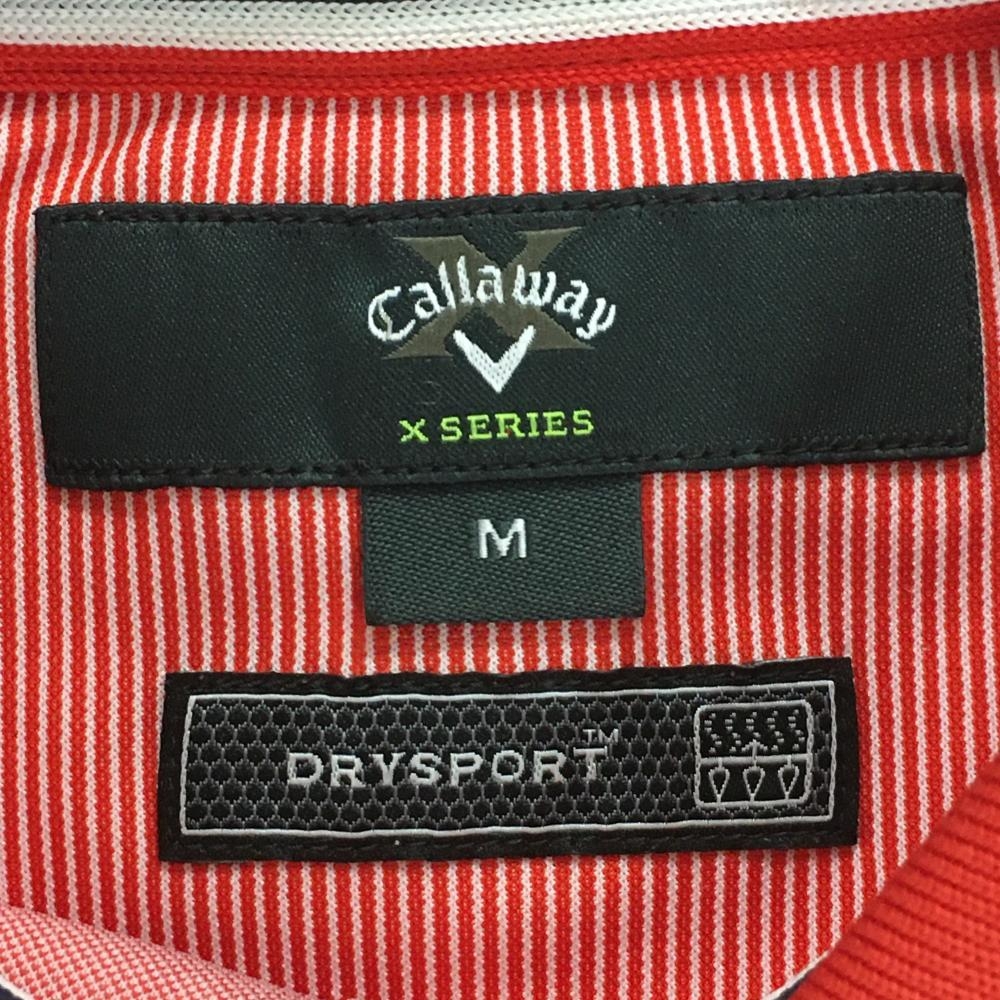 Callaway
X SERIES
M
DRYSPORT™